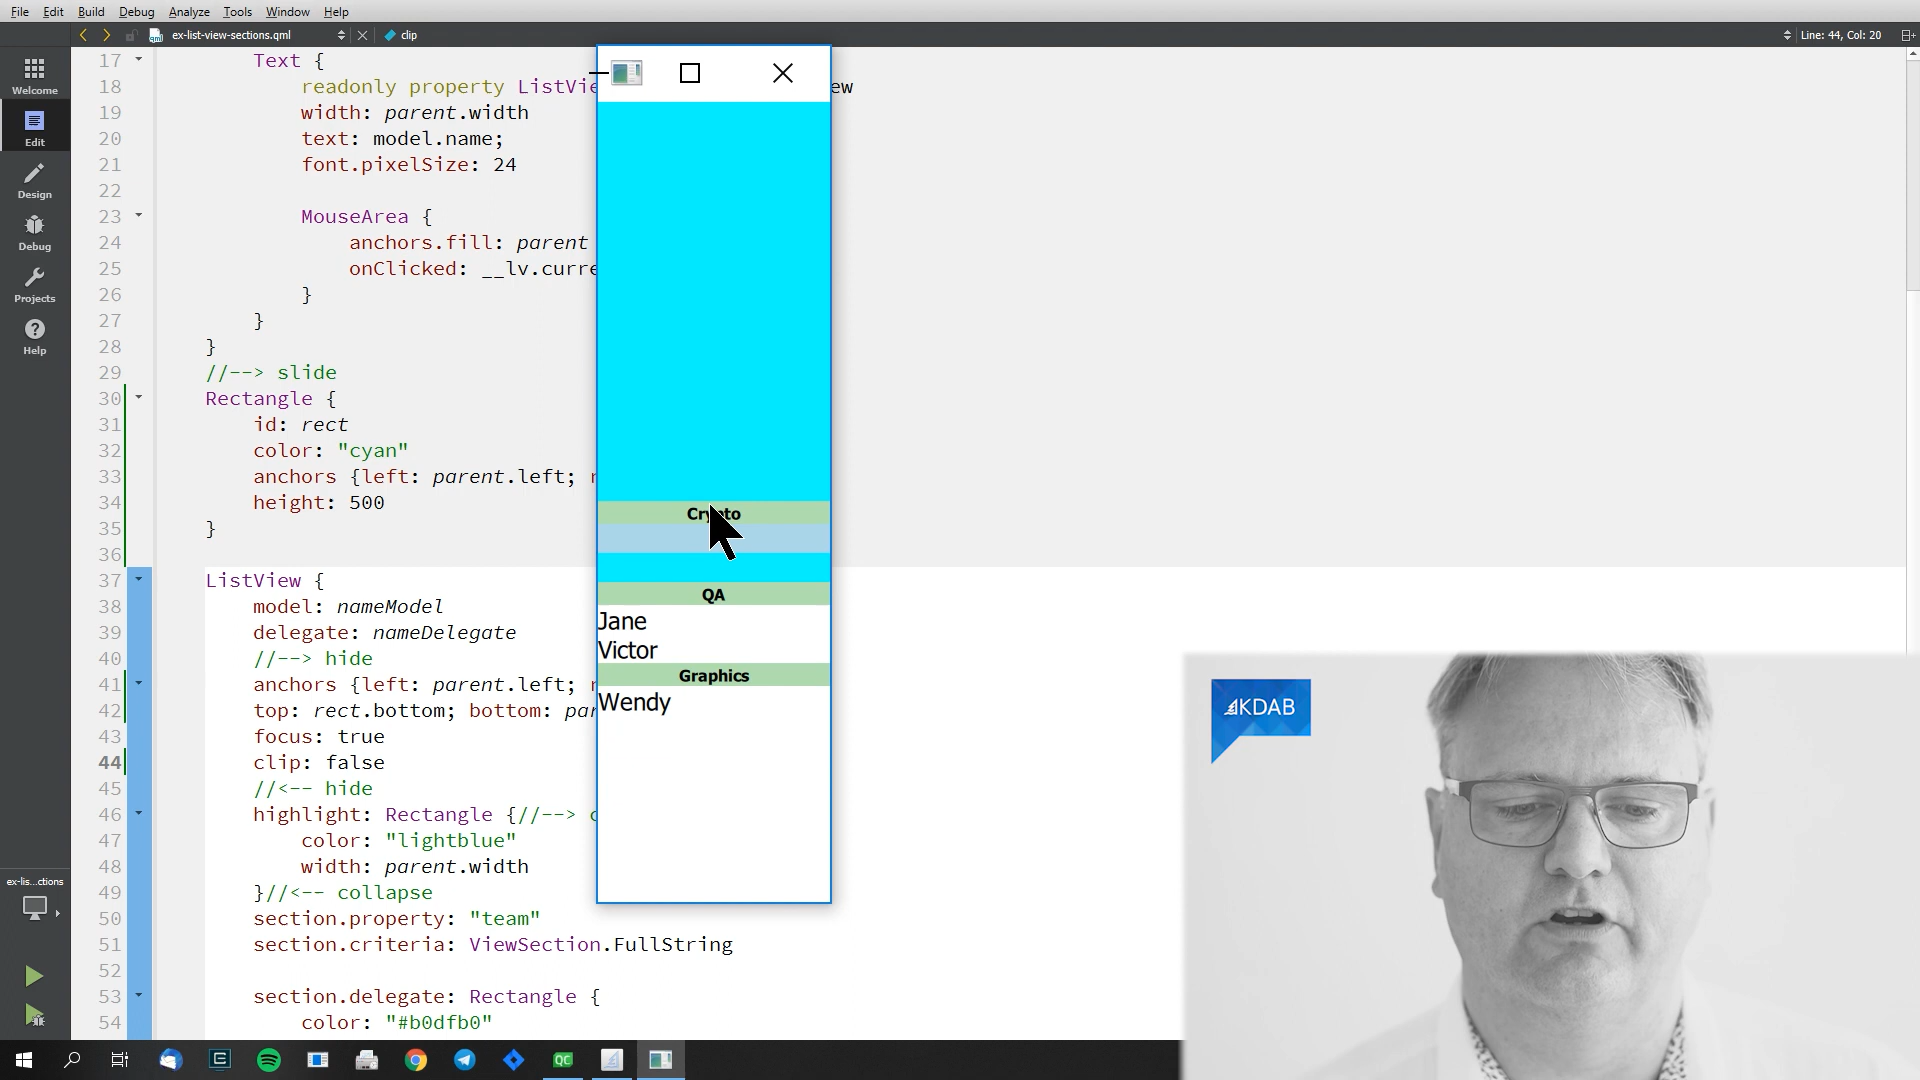 File Edit Build Debug Analyze Tools Window Help
ex-list-view-sections.qml clip Line: 44, Col: 20
Welcome
Edit
Design
Debug
Projects
Help
ex-lis...ctions
17 Text {
18 readonly property ListVie ew
19 width: parent.width
20 text: model.name;
21 font.pixelSize: 24
22
23 MouseArea {
24 anchors.fill: parent
25 onClicked: __lv.curre
26 }
27 }
28 }
29 //--> slide
30 Rectangle {
31 id: rect
32 color: "cyan"
33 anchors {left: parent.left; r
34 height: 500
35 }
36
37 ListView {
38 model: nameModel
39 delegate: nameDelegate
40 //--> hide
41 anchors {left: parent.left; r
42 top: rect.bottom; bottom: par
43 focus: true
44 clip: false
45 //<-- hide
46 highlight: Rectangle {//--> c
47 color: "lightblue"
48 width: parent.width
49 }//<-- collapse
50 section.property: "team"
51 section.criteria: ViewSection.FullString
52
53 section.delegate: Rectangle {
54 color: "#b0dfb0"
Crypto
QA
Jane
Victor
Graphics
Wendy
KDAB
QC